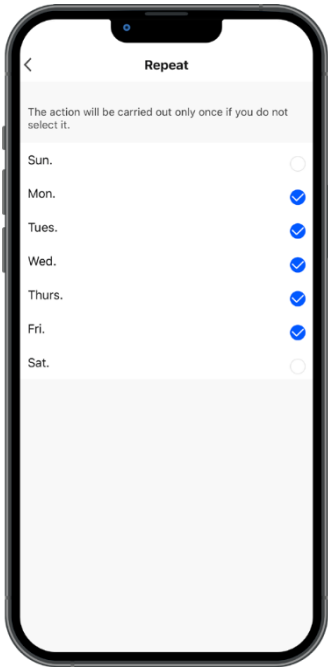 Repeat
The action will be carried out only once if you do not
select it.
Sun.
Mon.
Tues.
Wed.
Thurs.
Fri.
Sat.